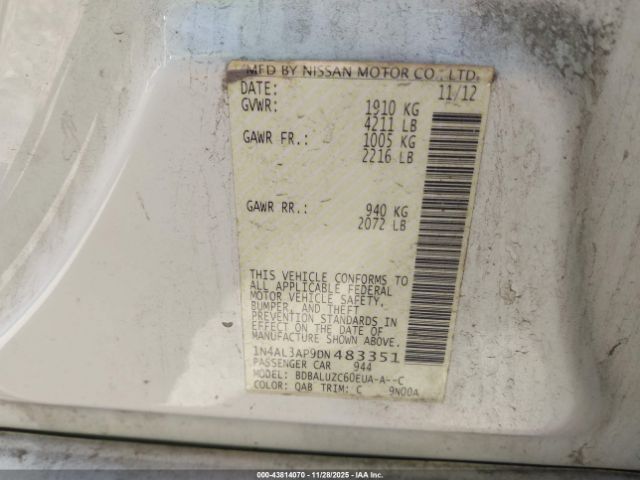 MFD BY NISSAN MOTOR CO., LTD.
DATE: 11/12
GVWR: 1910 KG
4211 LB
GAWR FR.: 1005 KG
2216 LB
GAWR RR.: 940 KG
2072 LB
THIS VEHICLE CONFORMS TO
ALL APPLICABLE FEDERAL
MOTOR VEHICLE SAFETY,
BUMPER, AND THEFT
PREVENTION STANDARDS IN
EFFECT ON THE DATE OF
MANUFACTURE SHOWN ABOVE.
1N4AL3AP9DN483351
PASSENGER CAR 944
MODEL: BDBALUZC60EUA-A--C
COLOR: QAB TRIM: C 9N00A
000-43814070 - 11/28/2025 - IAA Inc.